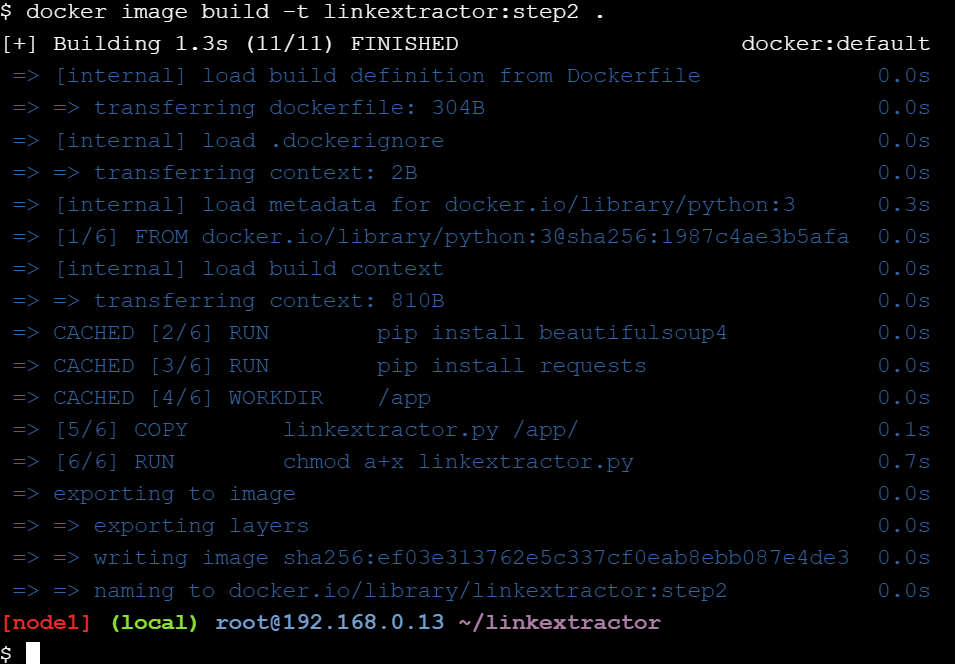 $ docker image build -t linkextractor:step2 .
[+] Building 1.3s (11/11) FINISHED docker:default
=> [internal] load build definition from Dockerfile 0.0s
=> => transferring dockerfile: 304B 0.0s
=> [internal] load .dockerignore 0.0s
=> => transferring context: 2B 0.0s
=> [internal] load metadata for docker.io/library/python:3 0.3s
=> [1/6] FROM docker.io/library/python:3@sha256:1987c4ae3b5afa 0.0s
=> [internal] load build context 0.0s
=> => transferring context: 810B 0.0s
=> CACHED [2/6] RUN pip install beautifulsoup4 0.0s
=> CACHED [3/6] RUN pip install requests 0.0s
=> CACHED [4/6] WORKDIR /app 0.0s
=> [5/6] COPY linkextractor.py /app/ 0.1s
=> [6/6] RUN chmod a+x linkextractor.py 0.7s
=> exporting to image 0.0s
=> => exporting layers 0.0s
=> => writing image sha256:ef03e313762e5c337cf0eab8ebb087e4de3 0.0s
=> => naming to docker.io/library/linkextractor:step2 0.0s
[node1] (local) root@192.168.0.13 ~/linkextractor
$